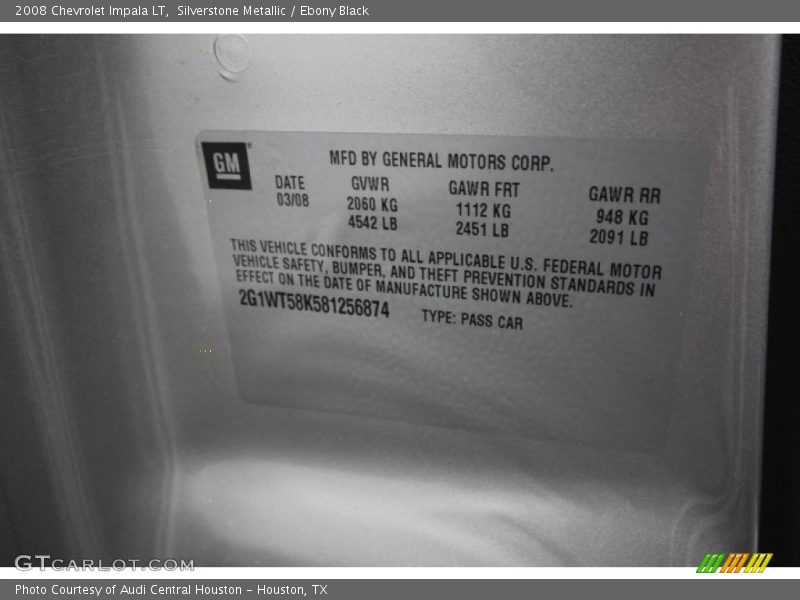 2008 Chevrolet Impala LT, Silverstone Metallic / Ebony Black
GM
MFD BY GENERAL MOTORS CORP.
DATE GVWR GAWR FRT GAWR RR
03/08 2060 KG 1112 KG 948 KG
4542 LB 2451 LB 2091 LB
THIS VEHICLE CONFORMS TO ALL APPLICABLE U.S. FEDERAL MOTOR
VEHICLE SAFETY, BUMPER, AND THEFT PREVENTION STANDARDS IN
EFFECT ON THE DATE OF MANUFACTURE SHOWN ABOVE.
2G1WT58K581256874 TYPE: PASS CAR
GTCARLOT.COM
Photo Courtesy of Audi Central Houston - Houston, TX